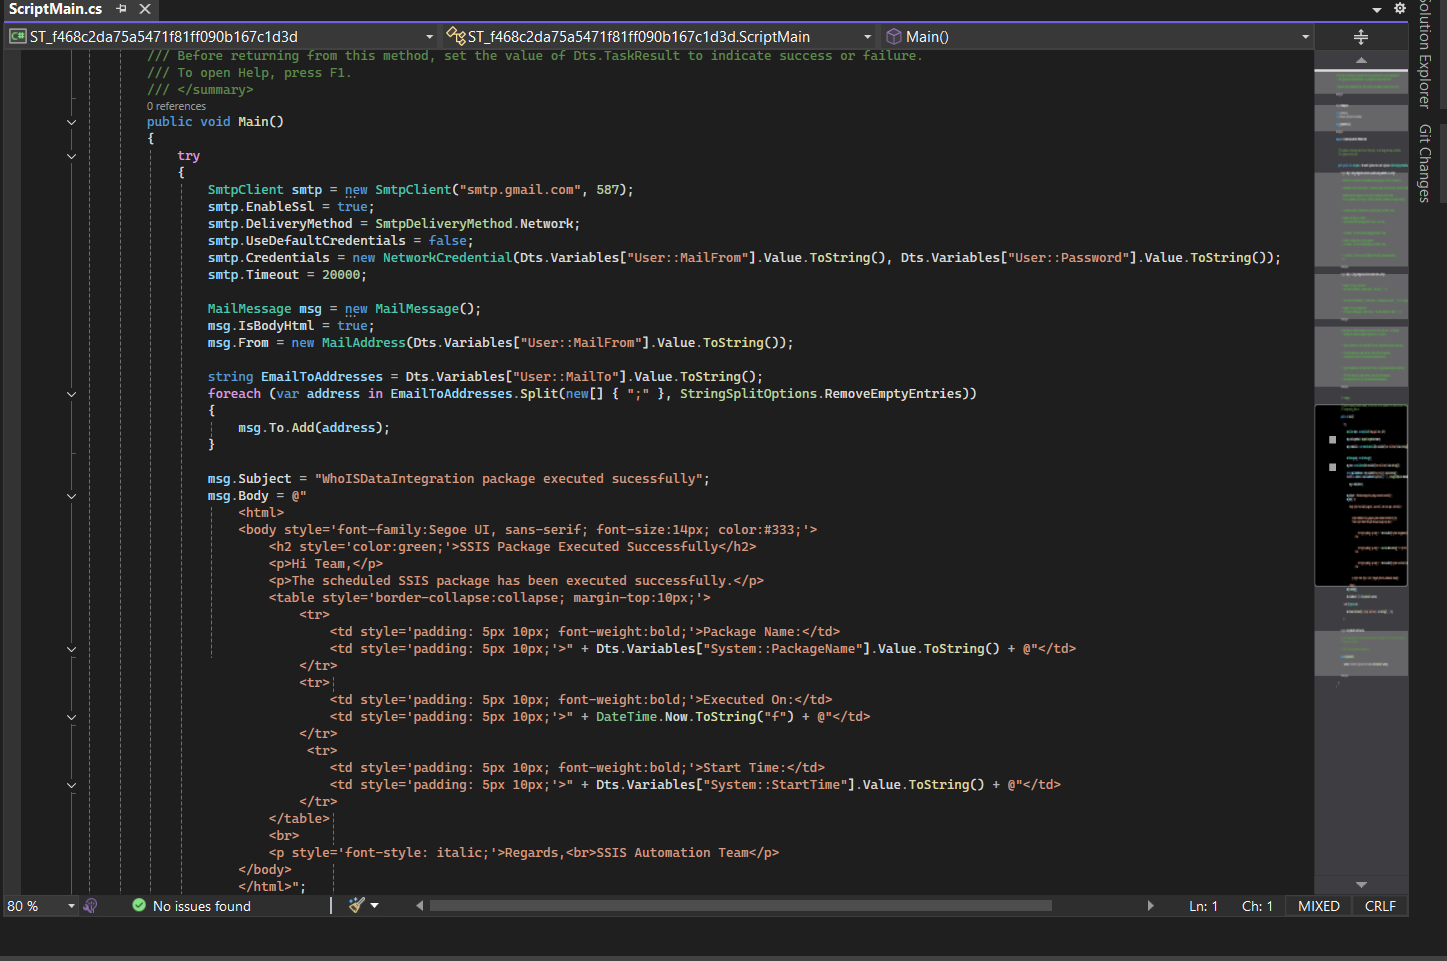 ScriptMain.cs
ST_f468c2da75a5471f81ff090b167c1d3d
ST_f468c2da75a5471f81ff090b167c1d3d.ScriptMain
Main()
/// Before returning from this method, set the value of Dts.TaskResult to indicate success or failure.
/// To open Help, press F1.
/// </summary>
0 references
public void Main()
{
try
{
SmtpClient smtp = new SmtpClient("smtp.gmail.com", 587);
smtp.EnableSsl = true;
smtp.DeliveryMethod = SmtpDeliveryMethod.Network;
smtp.UseDefaultCredentials = false;
smtp.Credentials = new NetworkCredential(Dts.Variables["User::MailFrom"].Value.ToString(), Dts.Variables["User::Password"].Value.ToString());
smtp.Timeout = 20000;
MailMessage msg = new MailMessage();
msg.IsBodyHtml = true;
msg.From = new MailAddress(Dts.Variables["User::MailFrom"].Value.ToString());
string EmailToAddresses = Dts.Variables["User::MailTo"].Value.ToString();
foreach (var address in EmailToAddresses.Split(new[] { ";" }, StringSplitOptions.RemoveEmptyEntries))
{
msg.To.Add(address);
}
msg.Subject = "WhoISDataIntegration package executed sucessfully";
msg.Body = @"
<html>
<body style='font-family:Segoe UI, sans-serif; font-size:14px; color:#333;'>
<h2 style='color:green;'>SSIS Package Executed Successfully</h2>
<p>Hi Team,</p>
<p>The scheduled SSIS package has been executed successfully.</p>
<table style='border-collapse:collapse; margin-top:10px;'>
<tr>
<td style='padding: 5px 10px; font-weight:bold;'>Package Name:</td>
<td style='padding: 5px 10px;'>" + Dts.Variables["System::PackageName"].Value.ToString() + @"</td>
</tr>
<tr>
<td style='padding: 5px 10px; font-weight:bold;'>Executed On:</td>
<td style='padding: 5px 10px;'>" + DateTime.Now.ToString("f") + @"</td>
</tr>
<tr>
<td style='padding: 5px 10px; font-weight:bold;'>Start Time:</td>
<td style='padding: 5px 10px;'>" + Dts.Variables["System::StartTime"].Value.ToString() + @"</td>
</tr>
</table>
<br>
<p style='font-style: italic;'>Regards,<br>SSIS Automation Team</p>
</body>
</html>";
80 %
No issues found
Ln: 1
Ch: 1
MIXED
CRLF
Solution Explorer
Git Changes